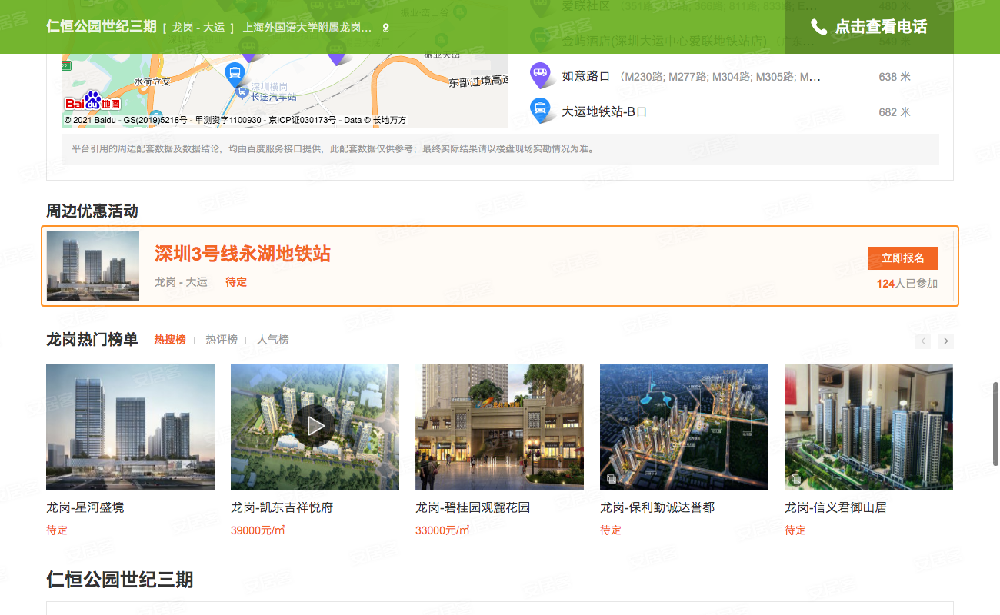 仁恒公园世纪三期 [ 龙岗 - 大运 ] 上海外国语大学附属龙岗...
点击查看电话
爱联社区
480 米
金屿酒店(深圳大运中心爱联地铁站店)
549 米
振业天峦
水荷立交
深圳横岗
长途汽车站
东部过境高速
Bai du 地图
© 2021 Baidu - GS(2019)5218号 - 甲测资字1100930 - 京ICP证030173号 - Data © 长地万方
如意路口 （M230路; M277路; M304路; M305路; M... 638 米
大运地铁站-B口 682 米
平台引用的周边配套数据及数据结论，均由百度服务接口提供，此配套数据仅供参考；最终实际结果请以楼盘现场实勘情况为准。
周边优惠活动
深圳3号线永湖地铁站
龙岗 - 大运 待定
立即报名
124人已参加
龙岗热门榜单 热搜榜 热评榜 人气榜
龙岗-星河盛境
待定
龙岗-凯东吉祥悦府
39000元/㎡
龙岗-碧桂园观麓花园
33000元/㎡
龙岗-保利勤诚达誉都
待定
龙岗-信义君御山居
待定
仁恒公园世纪三期